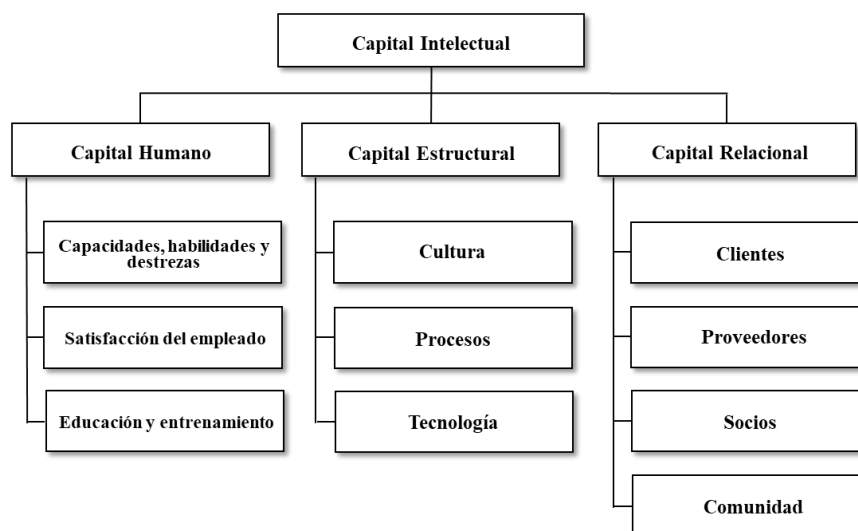 Capital Intelectual
Capital Humano
Capital Estructural
Capital Relacional
Capacidades, habilidades y
destrezas
Cultura
Clientes
Satisfacción del empleado
Procesos
Proveedores
Educación y entrenamiento
Tecnología
Socios
Comunidad